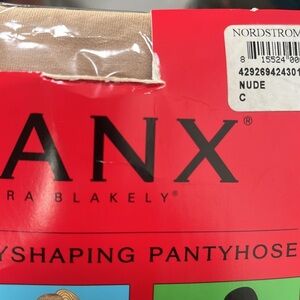 NORDSTROM
8 15524 00
429269424301
NUDE
C
ANX
RA BLAKELY®
YSHAPING PANTYHOSE